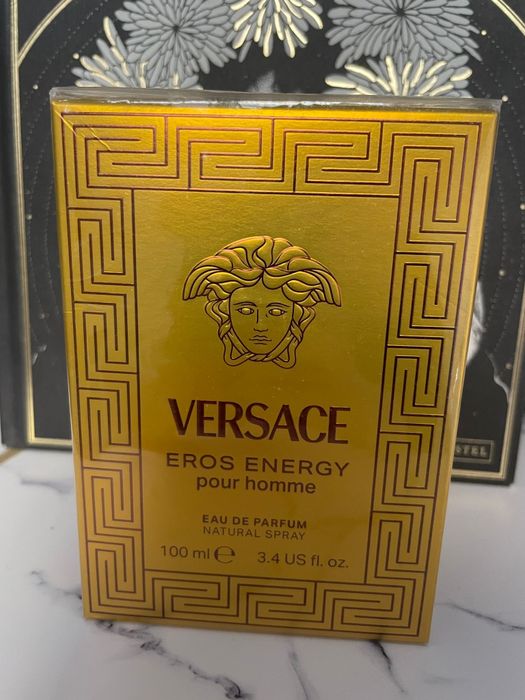 VERSACE
EROS ENERGY
pour homme
EAU DE PARFUM
NATURAL SPRAY
100 ml ℮ 3.4 US fl. oz.